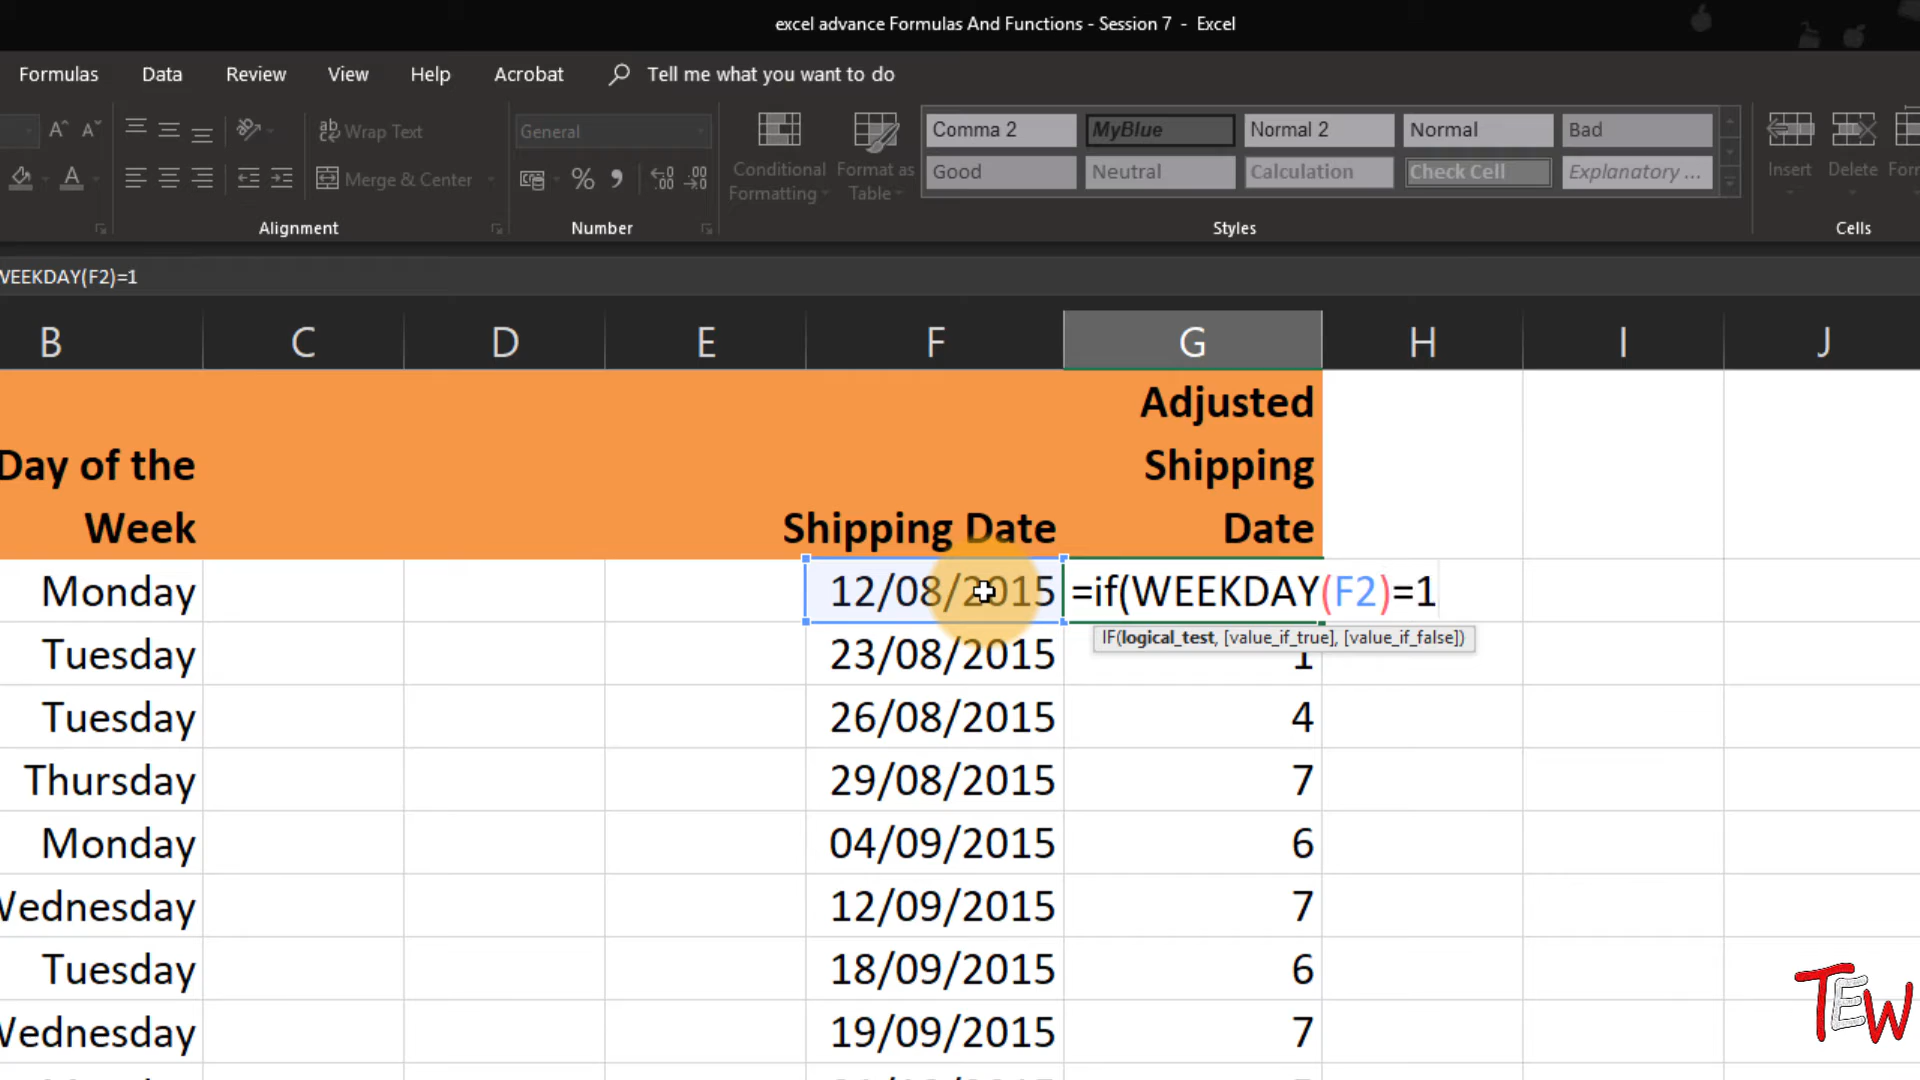 excel advance Formulas And Functions - Session 7 - Excel
Formulas Data Review View Help Acrobat Tell me what you want to do
Wrap Text General Comma 2 MyBlue Normal 2 Normal Bad
Merge & Center Conditional Formatting Format as Table Good Neutral Calculation Check Cell Explanatory ... Insert Delete
Alignment Number Styles Cells
WEEKDAY(F2)=1
B C D E F G H I J
Day of the Week Shipping Date Adjusted Shipping Date
Monday 12/08/2015 =if(WEEKDAY(F2)=1
IF(logical_test, [value_if_true], [value_if_false])
Tuesday 23/08/2015 1
Tuesday 26/08/2015 4
Thursday 29/08/2015 7
Monday 04/09/2015 6
Wednesday 12/09/2015 7
Tuesday 18/09/2015 6
Wednesday 19/09/2015 7
TEW